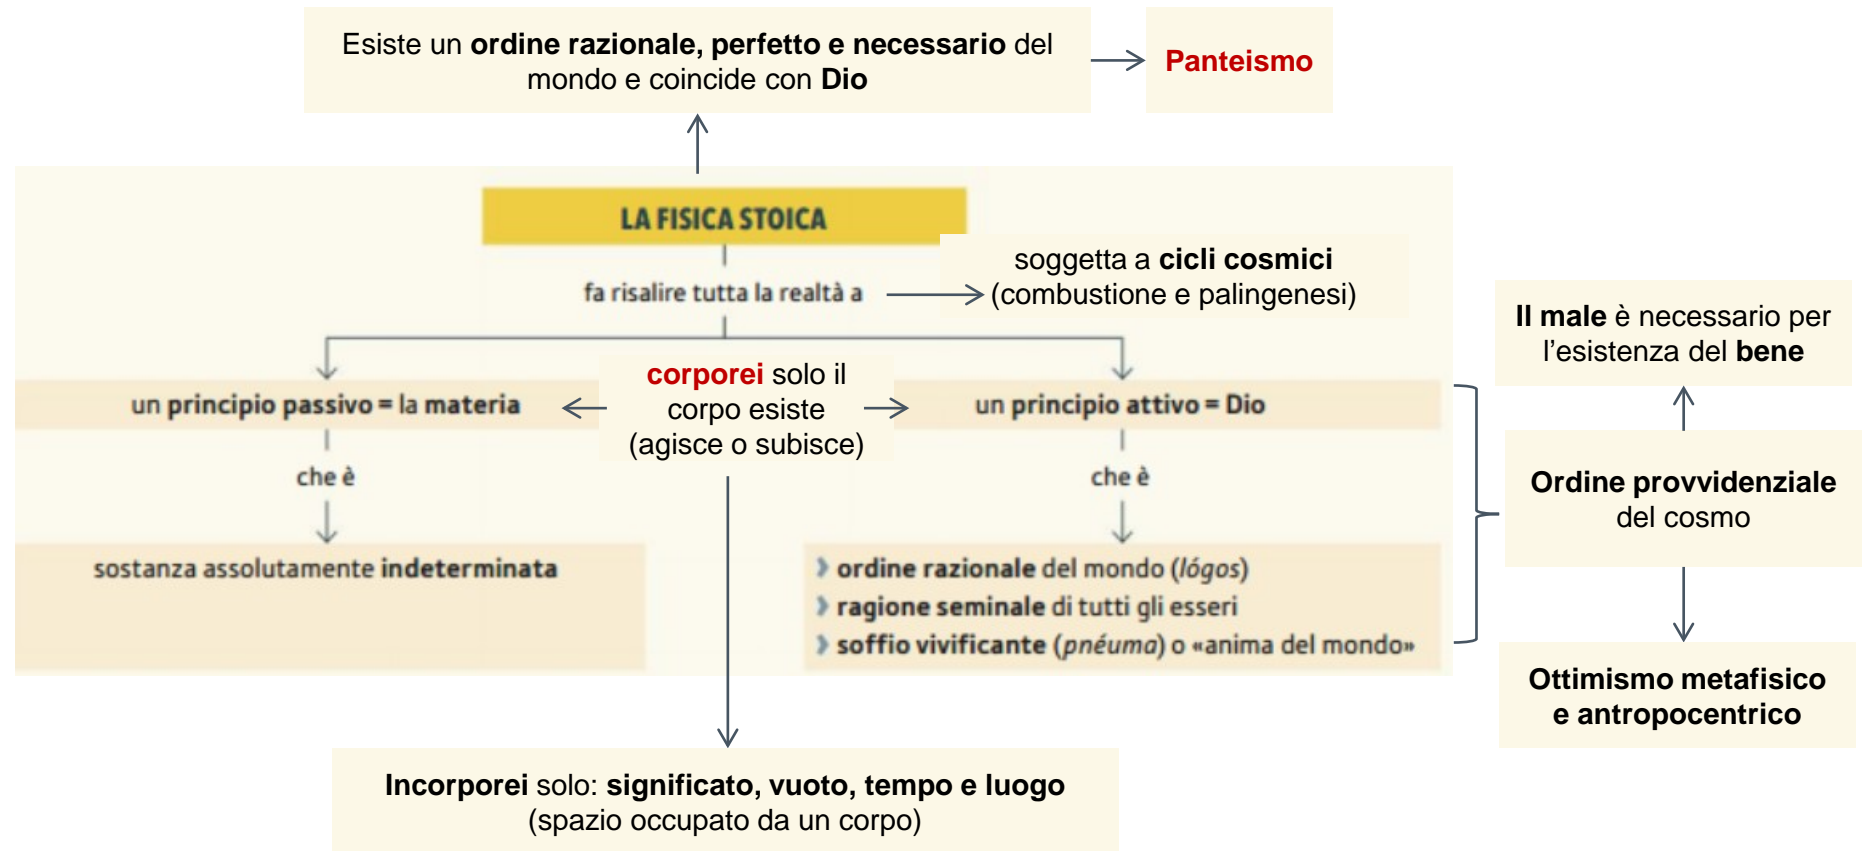 Esiste un ordine razionale, perfetto e necessario del
mondo e coincide con Dio
Panteismo
LA FISICA STOICA
fa risalire tutta la realtà a
soggetta a cicli cosmici
(combustione e palingenesi)
Il male è necessario per
l’esistenza del bene
un principio passivo = la materia
corporei solo il
corpo esiste
(agisce o subisce)
un principio attivo = Dio
che è
che è
Ordine provvidenziale
del cosmo
sostanza assolutamente indeterminata
ordine razionale del mondo (lógos)
ragione seminale di tutti gli esseri
soffio vivificante (pnéuma) o «anima del mondo»
Ottimismo metafisico
e antropocentrico
Incorporei solo: significato, vuoto, tempo e luogo
(spazio occupato da un corpo)